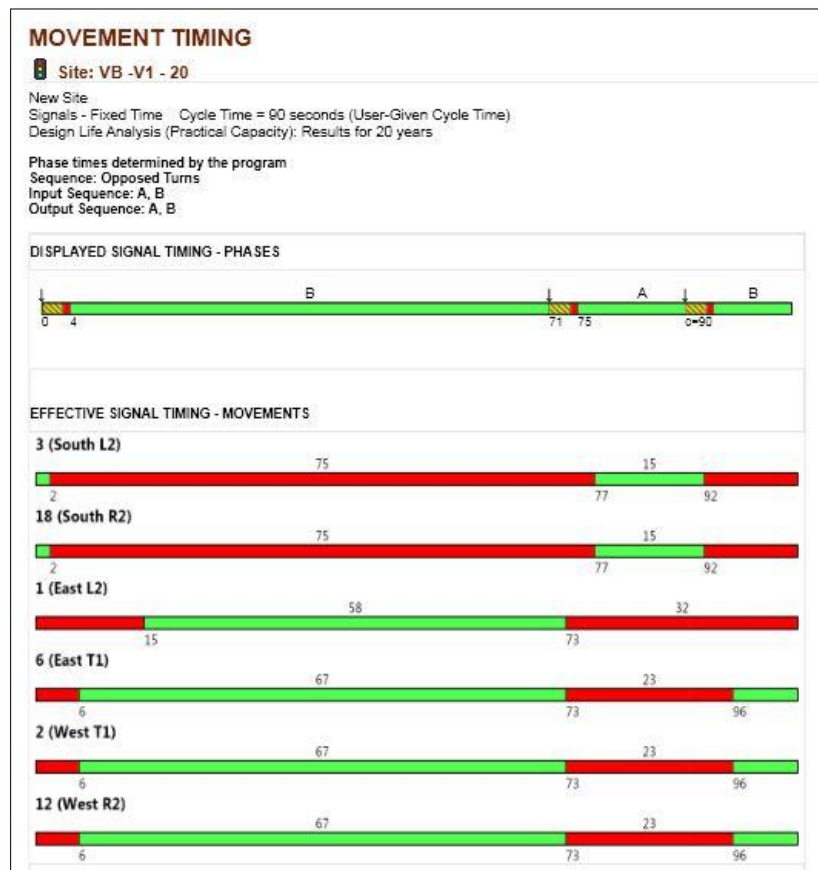 MOVEMENT TIMING
Site: VB -V1 - 20
New Site
Signals - Fixed Time Cycle Time = 90 seconds (User-Given Cycle Time)
Design Life Analysis (Practical Capacity): Results for 20 years
Phase times determined by the program
Sequence: Opposed Turns
Input Sequence: A, B
Output Sequence: A, B
DISPLAYED SIGNAL TIMING - PHASES
B A B
0 4 71 75 c=90
EFFECTIVE SIGNAL TIMING - MOVEMENTS
3 (South L2)
75 15
2 77 92
18 (South R2)
75 15
2 77 92
1 (East L2)
58 32
15 73
6 (East T1)
67 23
6 73 96
2 (West T1)
67 23
6 73 96
12 (West R2)
67 23
6 73 96